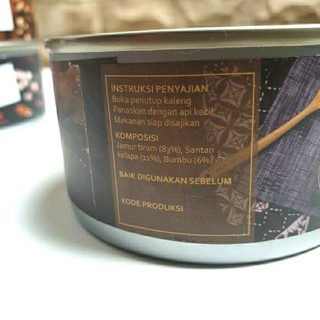 INSTRUKSI PENYAJIAN
Buka penutup kaleng
Panaskan dengan api kecil
Makanan siap disajikan
KOMPOSISI
Jamur tiram (83%), Santan
kelapa (11%), Bumbu (6%)
BAIK DIGUNAKAN SEBELUM
KODE PRODUKSI